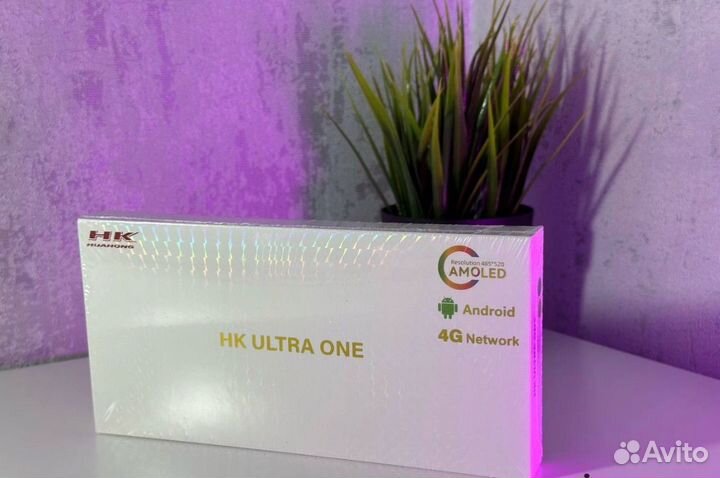 HK
HUAHONG
Resolution 485*520
AMOLED
Android
4G Network
HK ULTRA ONE
Avito